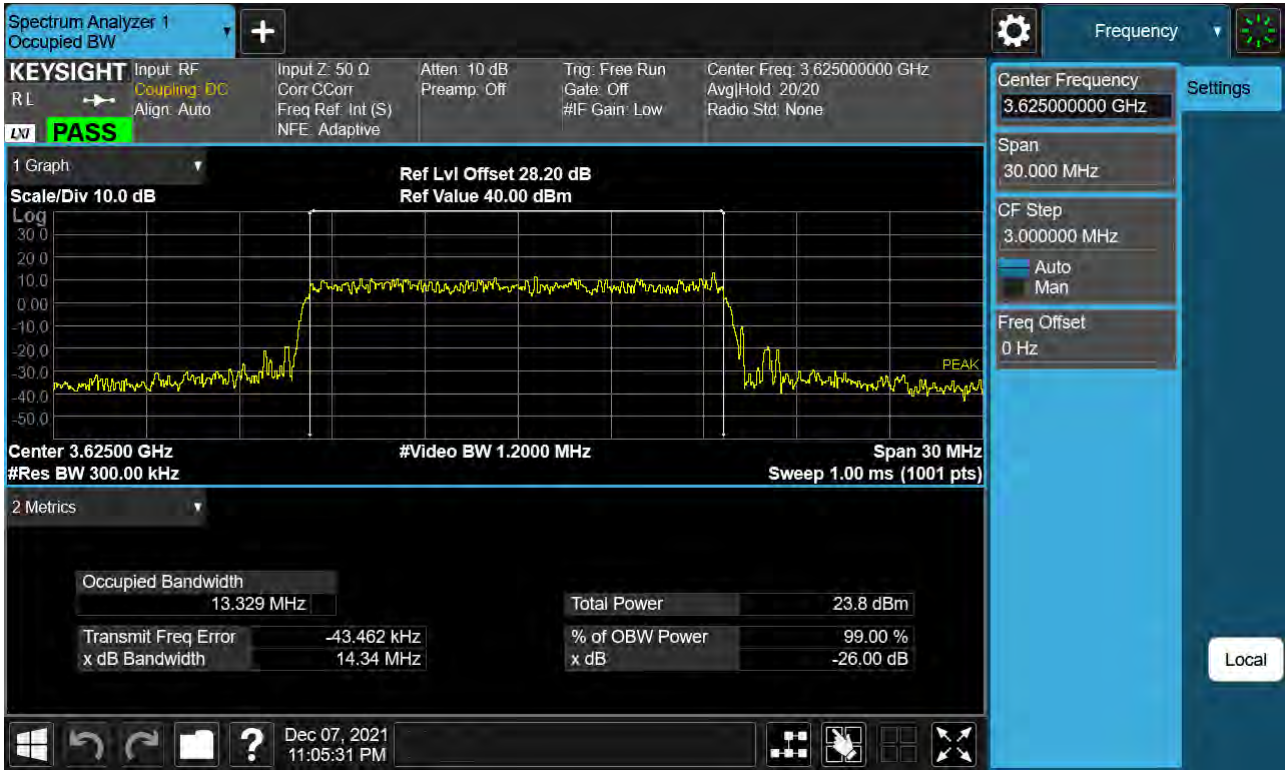 Spectrum Analyzer 1
Occupied BW
Frequency
KEYSIGHT
RL
LXI PASS
Input: RF
Coupling: DC
Align: Auto
Input Z: 50 Ω
Corr CCorr
Freq Ref: Int (S)
NFE: Adaptive
Atten: 10 dB
Preamp: Off
Trig: Free Run
Gate: Off
#IF Gain: Low
Center Freq: 3.625000000 GHz
Avg|Hold: 20/20
Radio Std: None
Center Frequency
3.625000000 GHz
Settings
Span
30.000 MHz
CF Step
3.000000 MHz
Auto
Man
Freq Offset
0 Hz
1 Graph
Scale/Div 10.0 dB
Ref Lvl Offset 28.20 dB
Ref Value 40.00 dBm
Log
30.0
20.0
10.0
0.00
-10.0
-20.0
-30.0
-40.0
-50.0
PEAK
Center 3.62500 GHz
#Video BW 1.2000 MHz
Span 30 MHz
#Res BW 300.00 kHz
Sweep 1.00 ms (1001 pts)
2 Metrics
Occupied Bandwidth
13.329 MHz
Total Power 23.8 dBm
Transmit Freq Error -43.462 kHz
% of OBW Power 99.00 %
x dB Bandwidth 14.34 MHz
x dB -26.00 dB
Local
?
Dec 07, 2021
11:05:31 PM